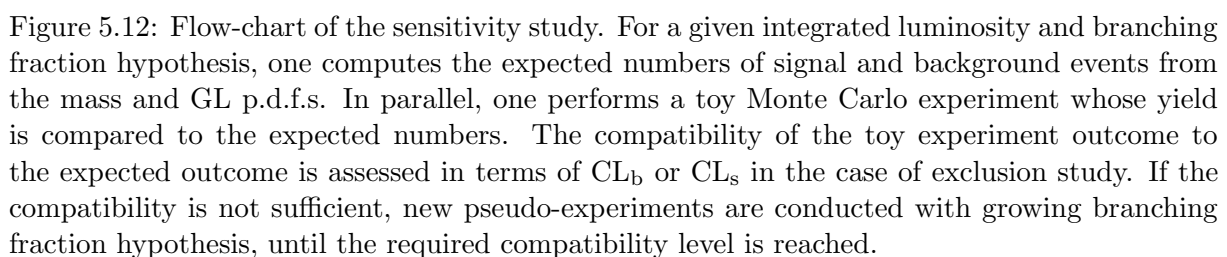 Figure 5.12: Flow-chart of the sensitivity study. For a given integrated luminosity and branching
fraction hypothesis, one computes the expected numbers of signal and background events from
the mass and GL p.d.f.s. In parallel, one performs a toy Monte Carlo experiment whose yield
is compared to the expected numbers. The compatibility of the toy experiment outcome to
the expected outcome is assessed in terms of CLb or CLs in the case of exclusion study. If the
compatibility is not sufficient, new pseudo-experiments are conducted with growing branching
fraction hypothesis, until the required compatibility level is reached.